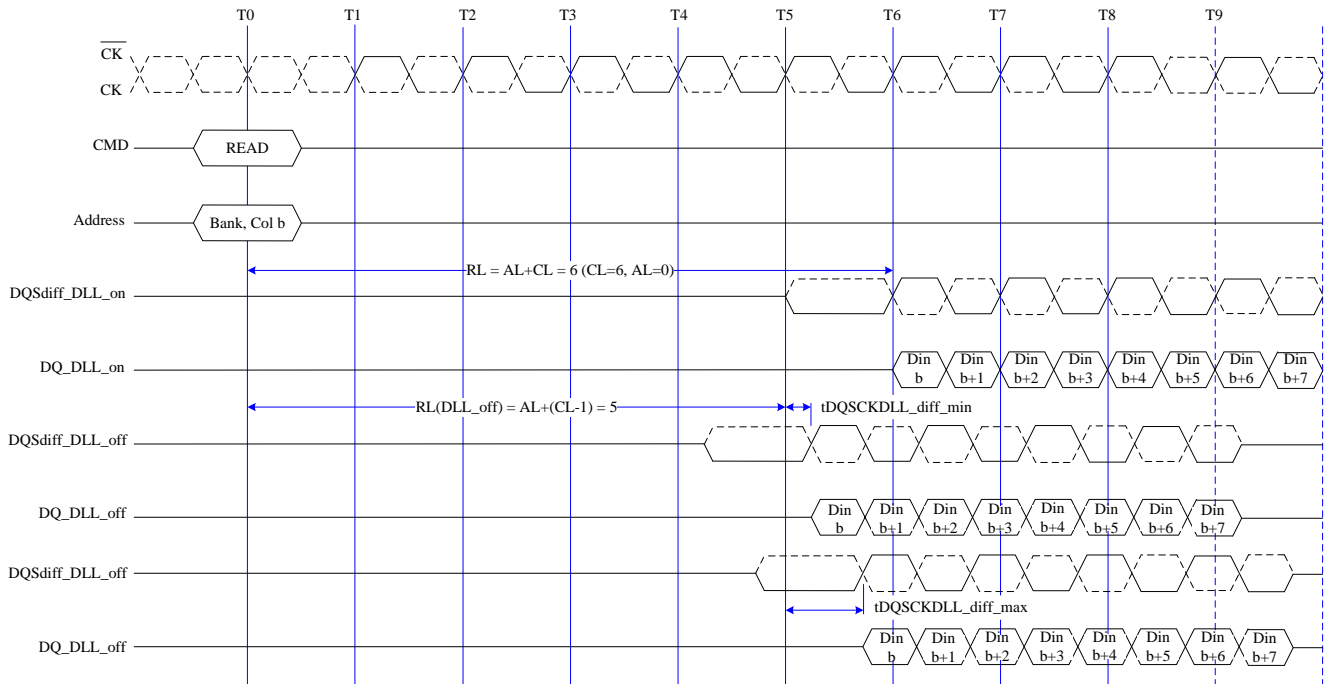 T0 T1 T2 T3 T4 T5 T6 T7 T8 T9
CK
CK
CMD READ
Address Bank, Col b
RL = AL+CL = 6 (CL=6, AL=0)
DQSdiff_DLL_on
DQ_DLL_on Din b Din b+1 Din b+2 Din b+3 Din b+4 Din b+5 Din b+6 Din b+7
RL(DLL_off) = AL+(CL-1) = 5 tDQSCKDLL_diff_min
DQSdiff_DLL_off
DQ_DLL_off Din b Din b+1 Din b+2 Din b+3 Din b+4 Din b+5 Din b+6 Din b+7
DQSdiff_DLL_off
tDQSCKDLL_diff_max
DQ_DLL_off Din b Din b+1 Din b+2 Din b+3 Din b+4 Din b+5 Din b+6 Din b+7